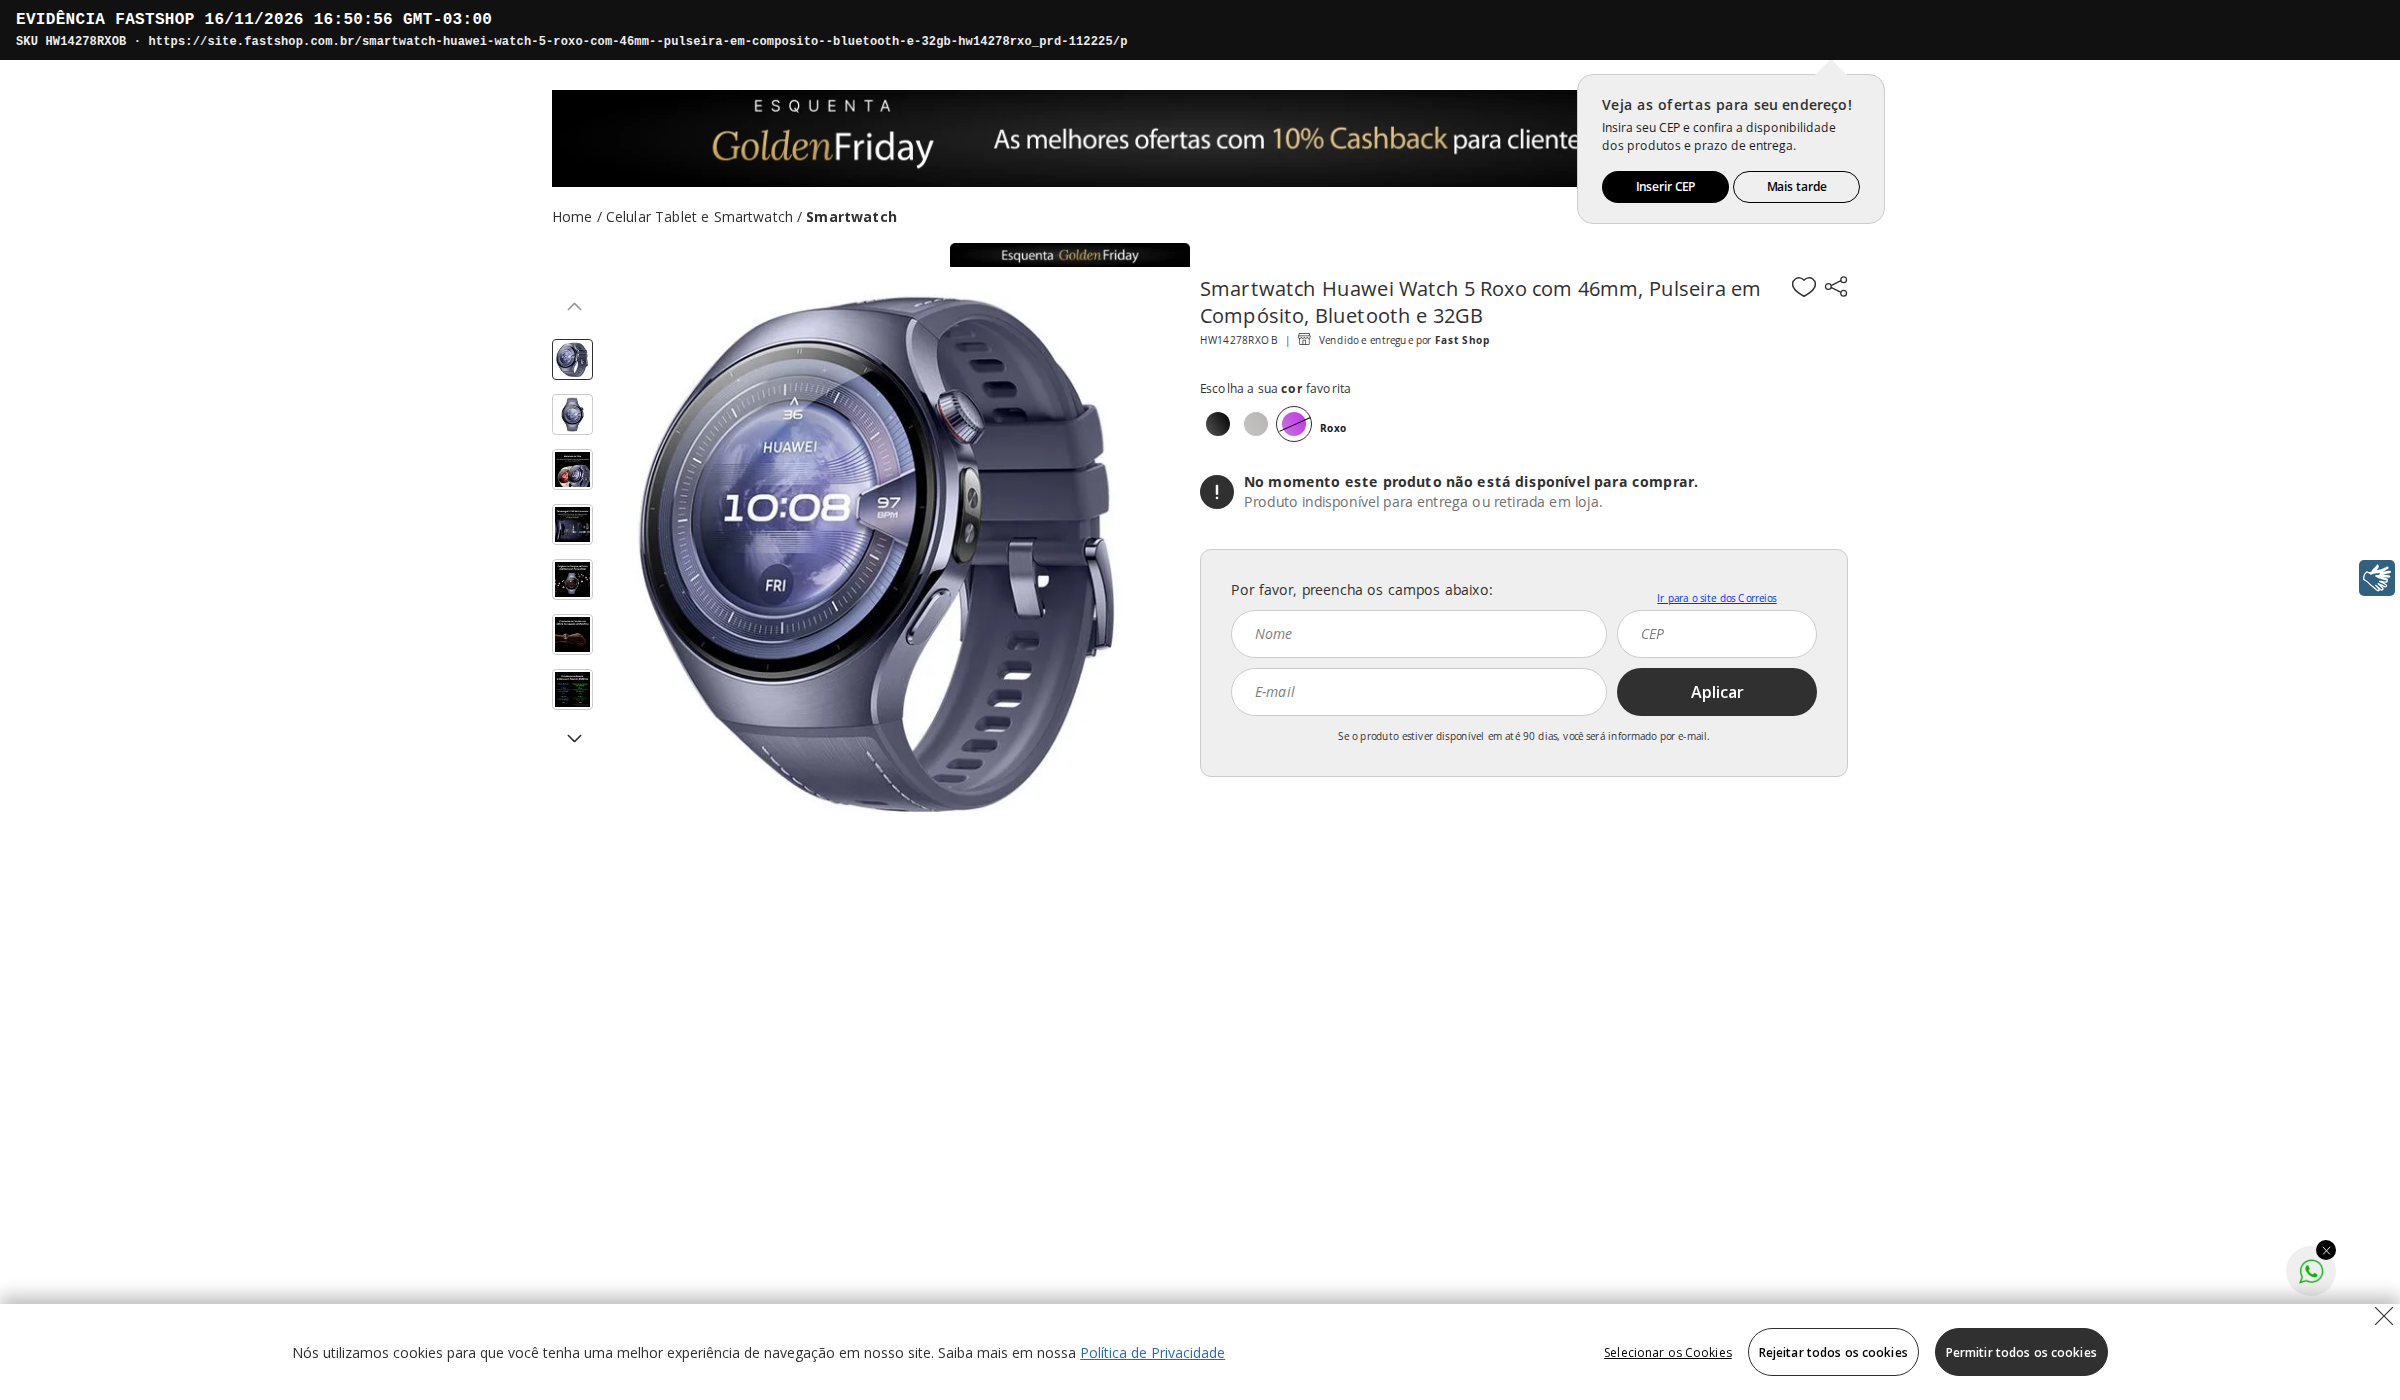 EVIDÊNCIA FASTSHOP 16/11/2026 16:50:56 GMT-03:00
SKU HW14278RXOB · https://site.fastshop.com.br/smartwatch-huawei-watch-5-roxo-com-46mm--pulseira-em-composito--bluetooth-e-32gb-hw14278rxo_prd-112225/p
ESQUENTA
GoldenFriday
As melhores ofertas com 10% Cashback para cliente
Veja as ofertas para seu endereço!
Insira seu CEP e confira a disponibilidade
dos produtos e prazo de entrega.
Inserir CEP
Mais tarde
Home / Celular Tablet e Smartwatch / Smartwatch
Esquenta GoldenFriday
Smartwatch Huawei Watch 5 Roxo com 46mm, Pulseira em
Compósito, Bluetooth e 32GB
HW14278RXOB | Vendido e entregue por Fast Shop
Escolha a sua cor favorita
Roxo
36
HUAWEI
10:08
97
BPM
FRI
No momento este produto não está disponível para comprar.
Produto indisponível para entrega ou retirada em loja.
Por favor, preencha os campos abaixo:
Ir para o site dos Correios
Nome
CEP
E-mail
Aplicar
Se o produto estiver disponível em até 90 dias, você será informado por e-mail.
Nós utilizamos cookies para que você tenha uma melhor experiência de navegação em nosso site. Saiba mais em nossa Política de Privacidade
Selecionar os Cookies
Rejeitar todos os cookies
Permitir todos os cookies